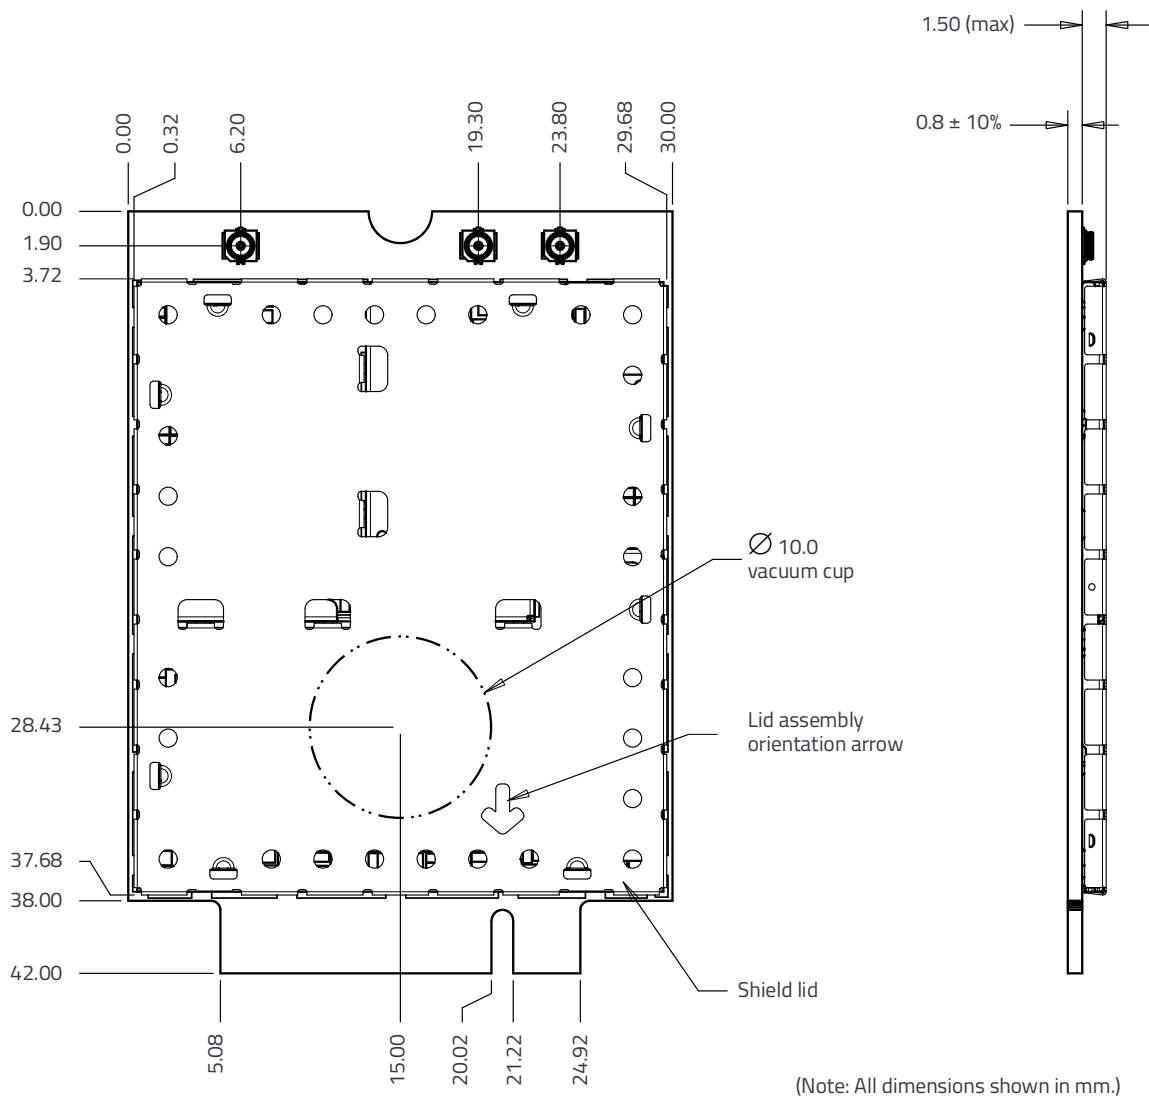 1.50 (max)
0.8 ± 10%
0.00
0.32
6.20
19.30
23.80
29.68
30.00
0.00
1.90
3.72
Ø 10.0
vacuum cup
28.43
Lid assembly
orientation arrow
37.68
38.00
42.00
Shield lid
5.08
15.00
20.02
21.22
24.92
(Note: All dimensions shown in mm.)